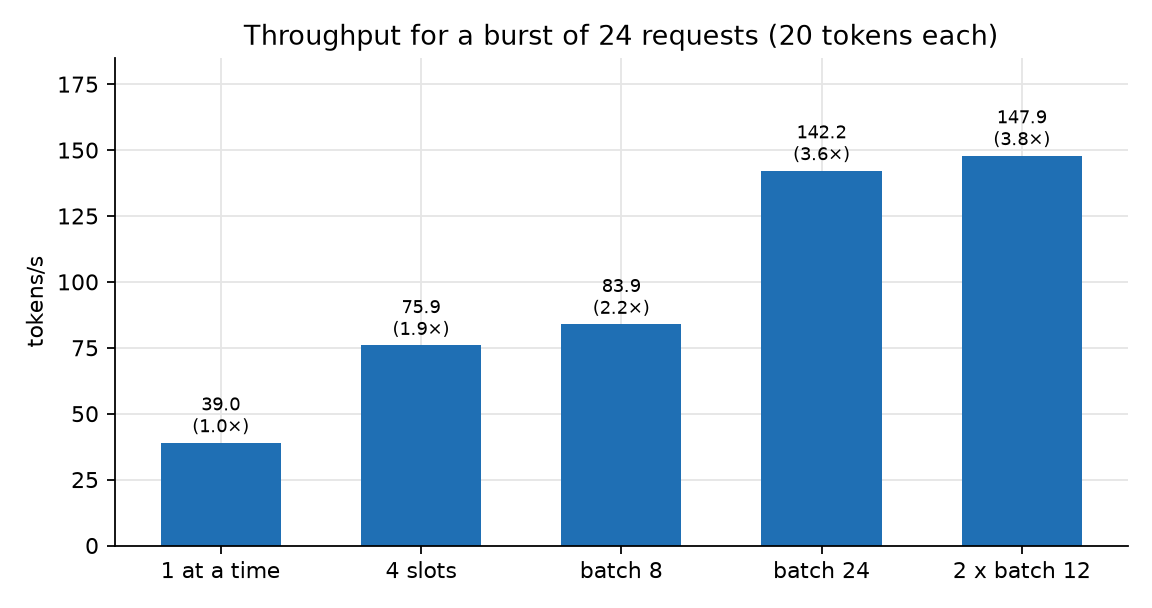 Throughput for a burst of 24 requests (20 tokens each)
tokens/s
175
150
125
100
75
50
25
0
39.0
(1.0×)
75.9
(1.9×)
83.9
(2.2×)
142.2
(3.6×)
147.9
(3.8×)
1 at a time
4 slots
batch 8
batch 24
2 x batch 12